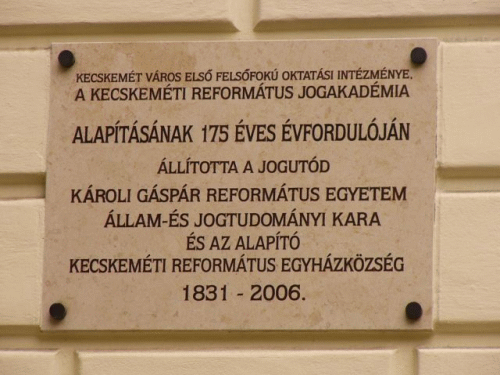 KECSKEMÉT VÁROS ELSŐ FELSŐFOKÚ OKTATÁSI INTÉZMÉNYE,
A KECSKEMÉTI REFORMÁTUS JOGAKADÉMIA
ALAPÍTÁSÁNAK 175 ÉVES ÉVFORDULÓJÁN
ÁLLÍTOTTA A JOGUTÓD
KÁROLI GÁSPÁR REFORMÁTUS EGYETEM
ÁLLAM-ÉS JOGTUDOMÁNYI KARA
ÉS AZ ALAPÍTÓ
KECSKEMÉTI REFORMÁTUS EGYHÁZKÖZSÉG
1831 - 2006.